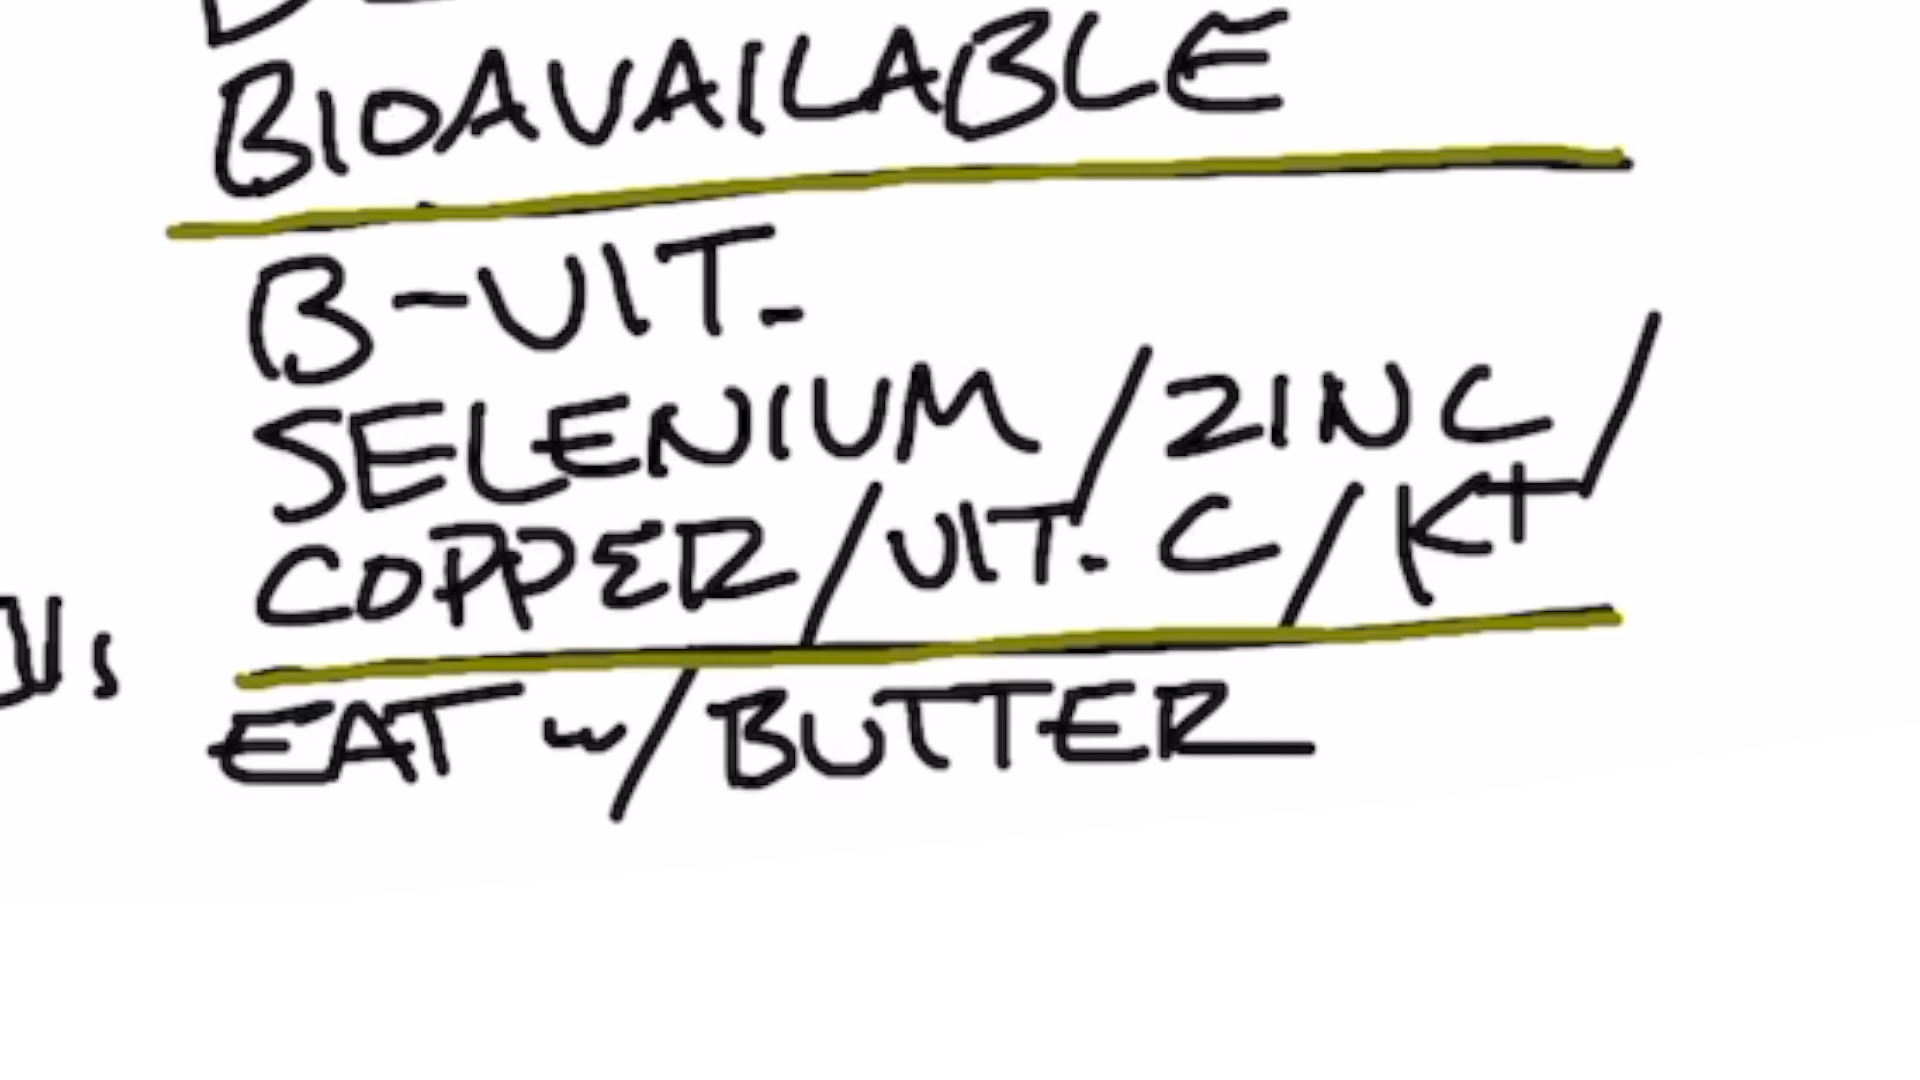 BIOAVAILABLE
B-VIT.
SELENIUM/ZINC/
COPPER/VIT. C/K+
EAT w/BUTTER